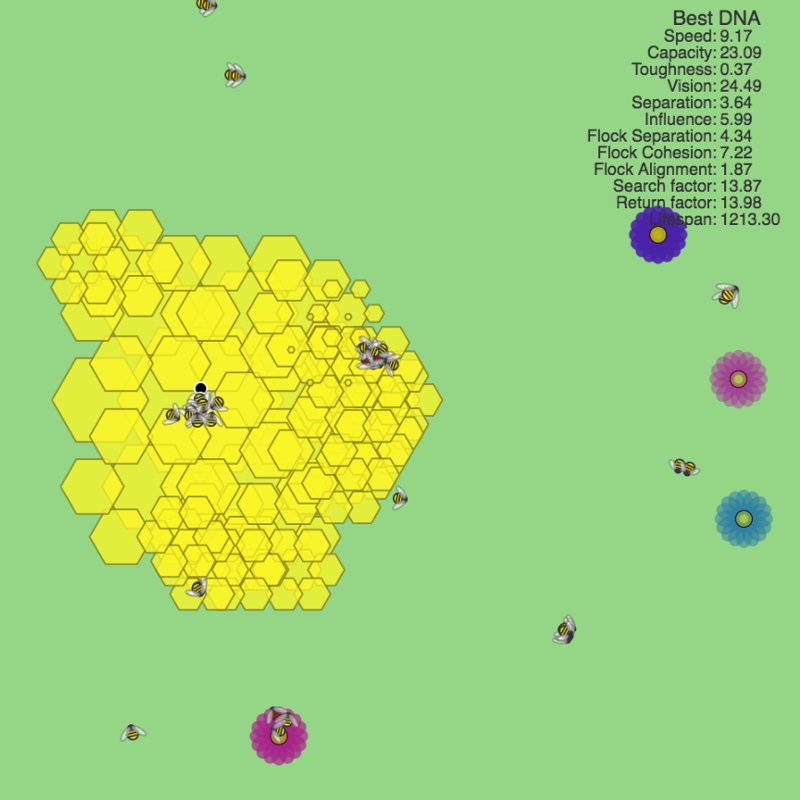 Best DNA
Speed: 9.17
Capacity: 23.09
Toughness: 0.37
Vision: 24.49
Separation: 3.64
Influence: 5.99
Flock Separation: 4.34
Flock Cohesion: 7.22
Flock Alignment: 1.87
Search factor: 13.87
Return factor: 13.98
Lifespan: 1213.30